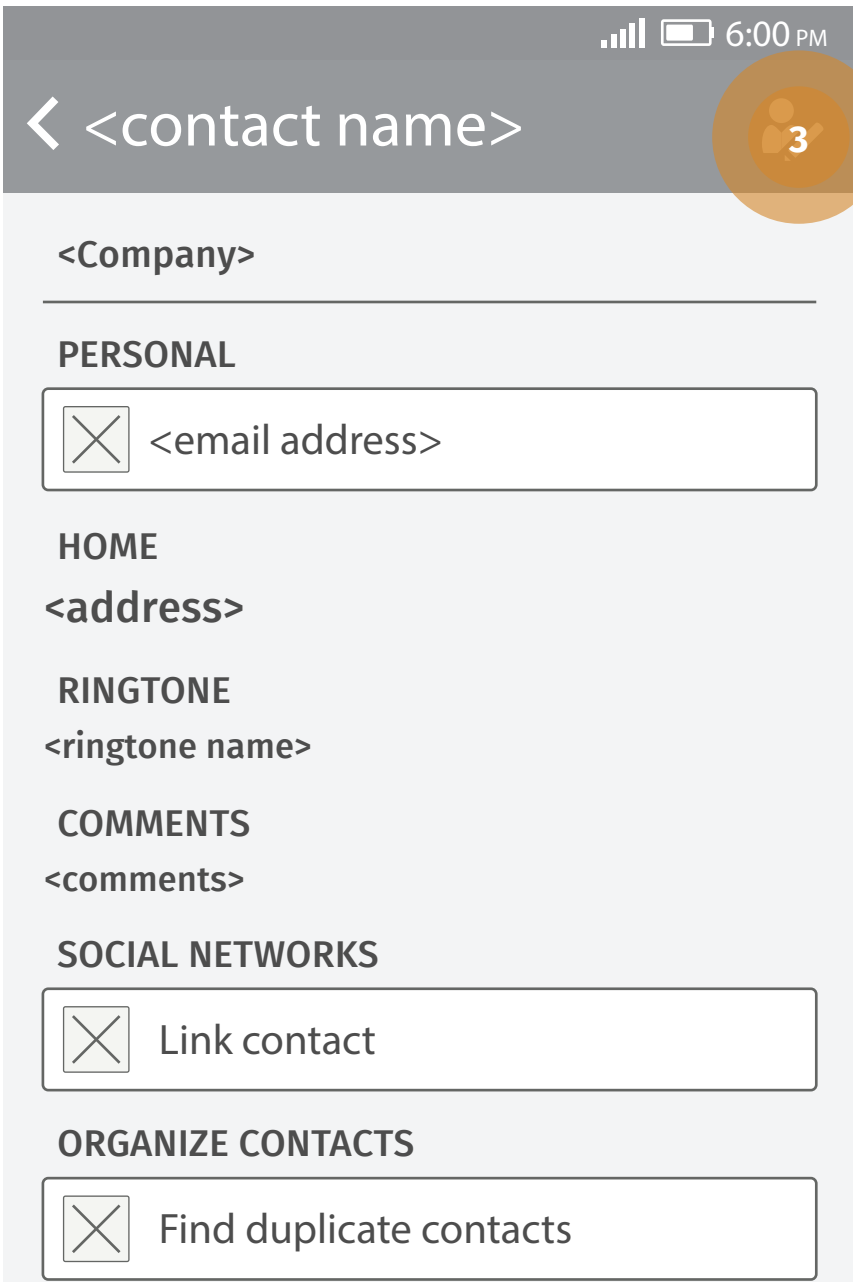 6:00 PM
<contact name>
3
<Company>
PERSONAL
<email address>
HOME
<address>
RINGTONE
<ringtone name>
COMMENTS
<comments>
SOCIAL NETWORKS
Link contact
ORGANIZE CONTACTS
Find duplicate contacts